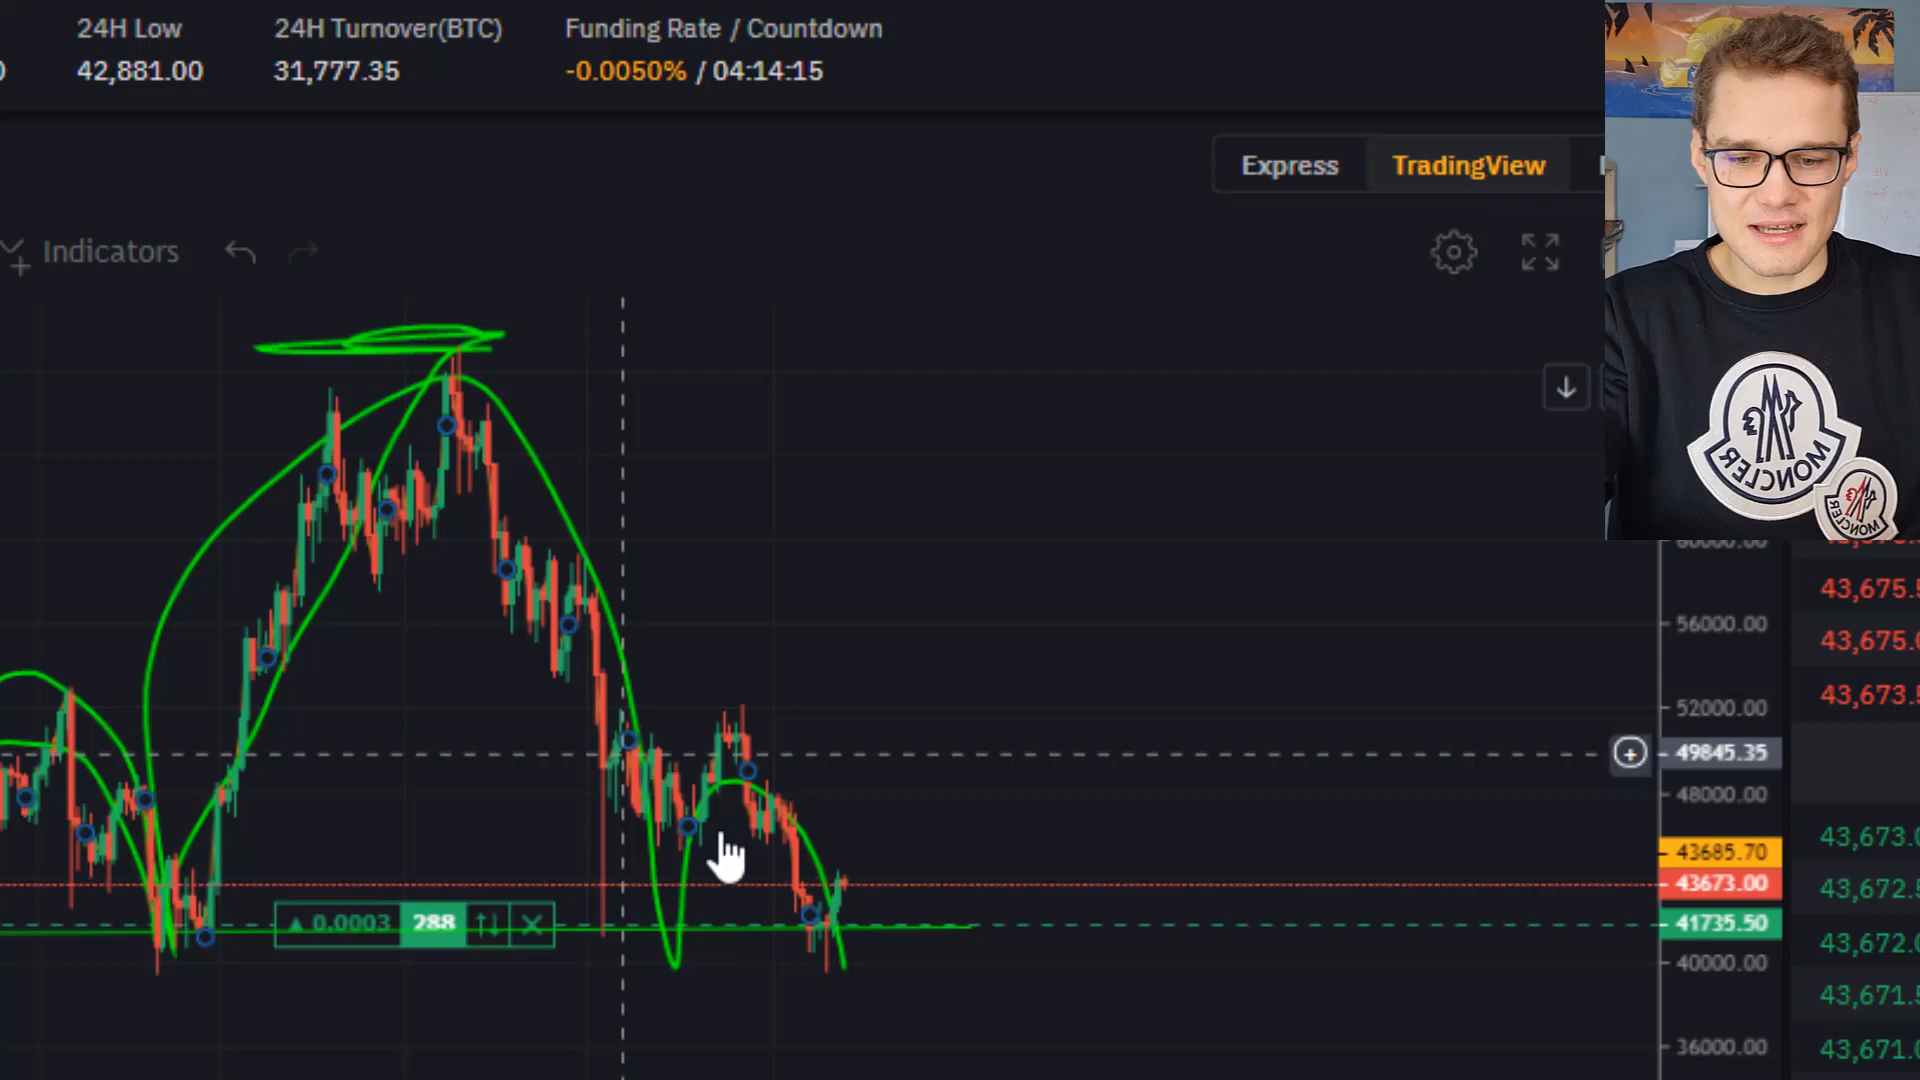 24H Low
24H Turnover(BTC)
Funding Rate / Countdown
42,881.00
31,777.35
-0.0050% / 04:14:15
Express
TradingView
Indicators
MONCLER
MONCLER
60000.00
56000.00
52000.00
49845.35
48000.00
43685.70
43673.00
0.0003
288
41735.50
40000.00
36000.00
43,675.5
43,675.0
43,673.5
43,673.0
43,672.5
43,672.0
43,671.5
43,671.0